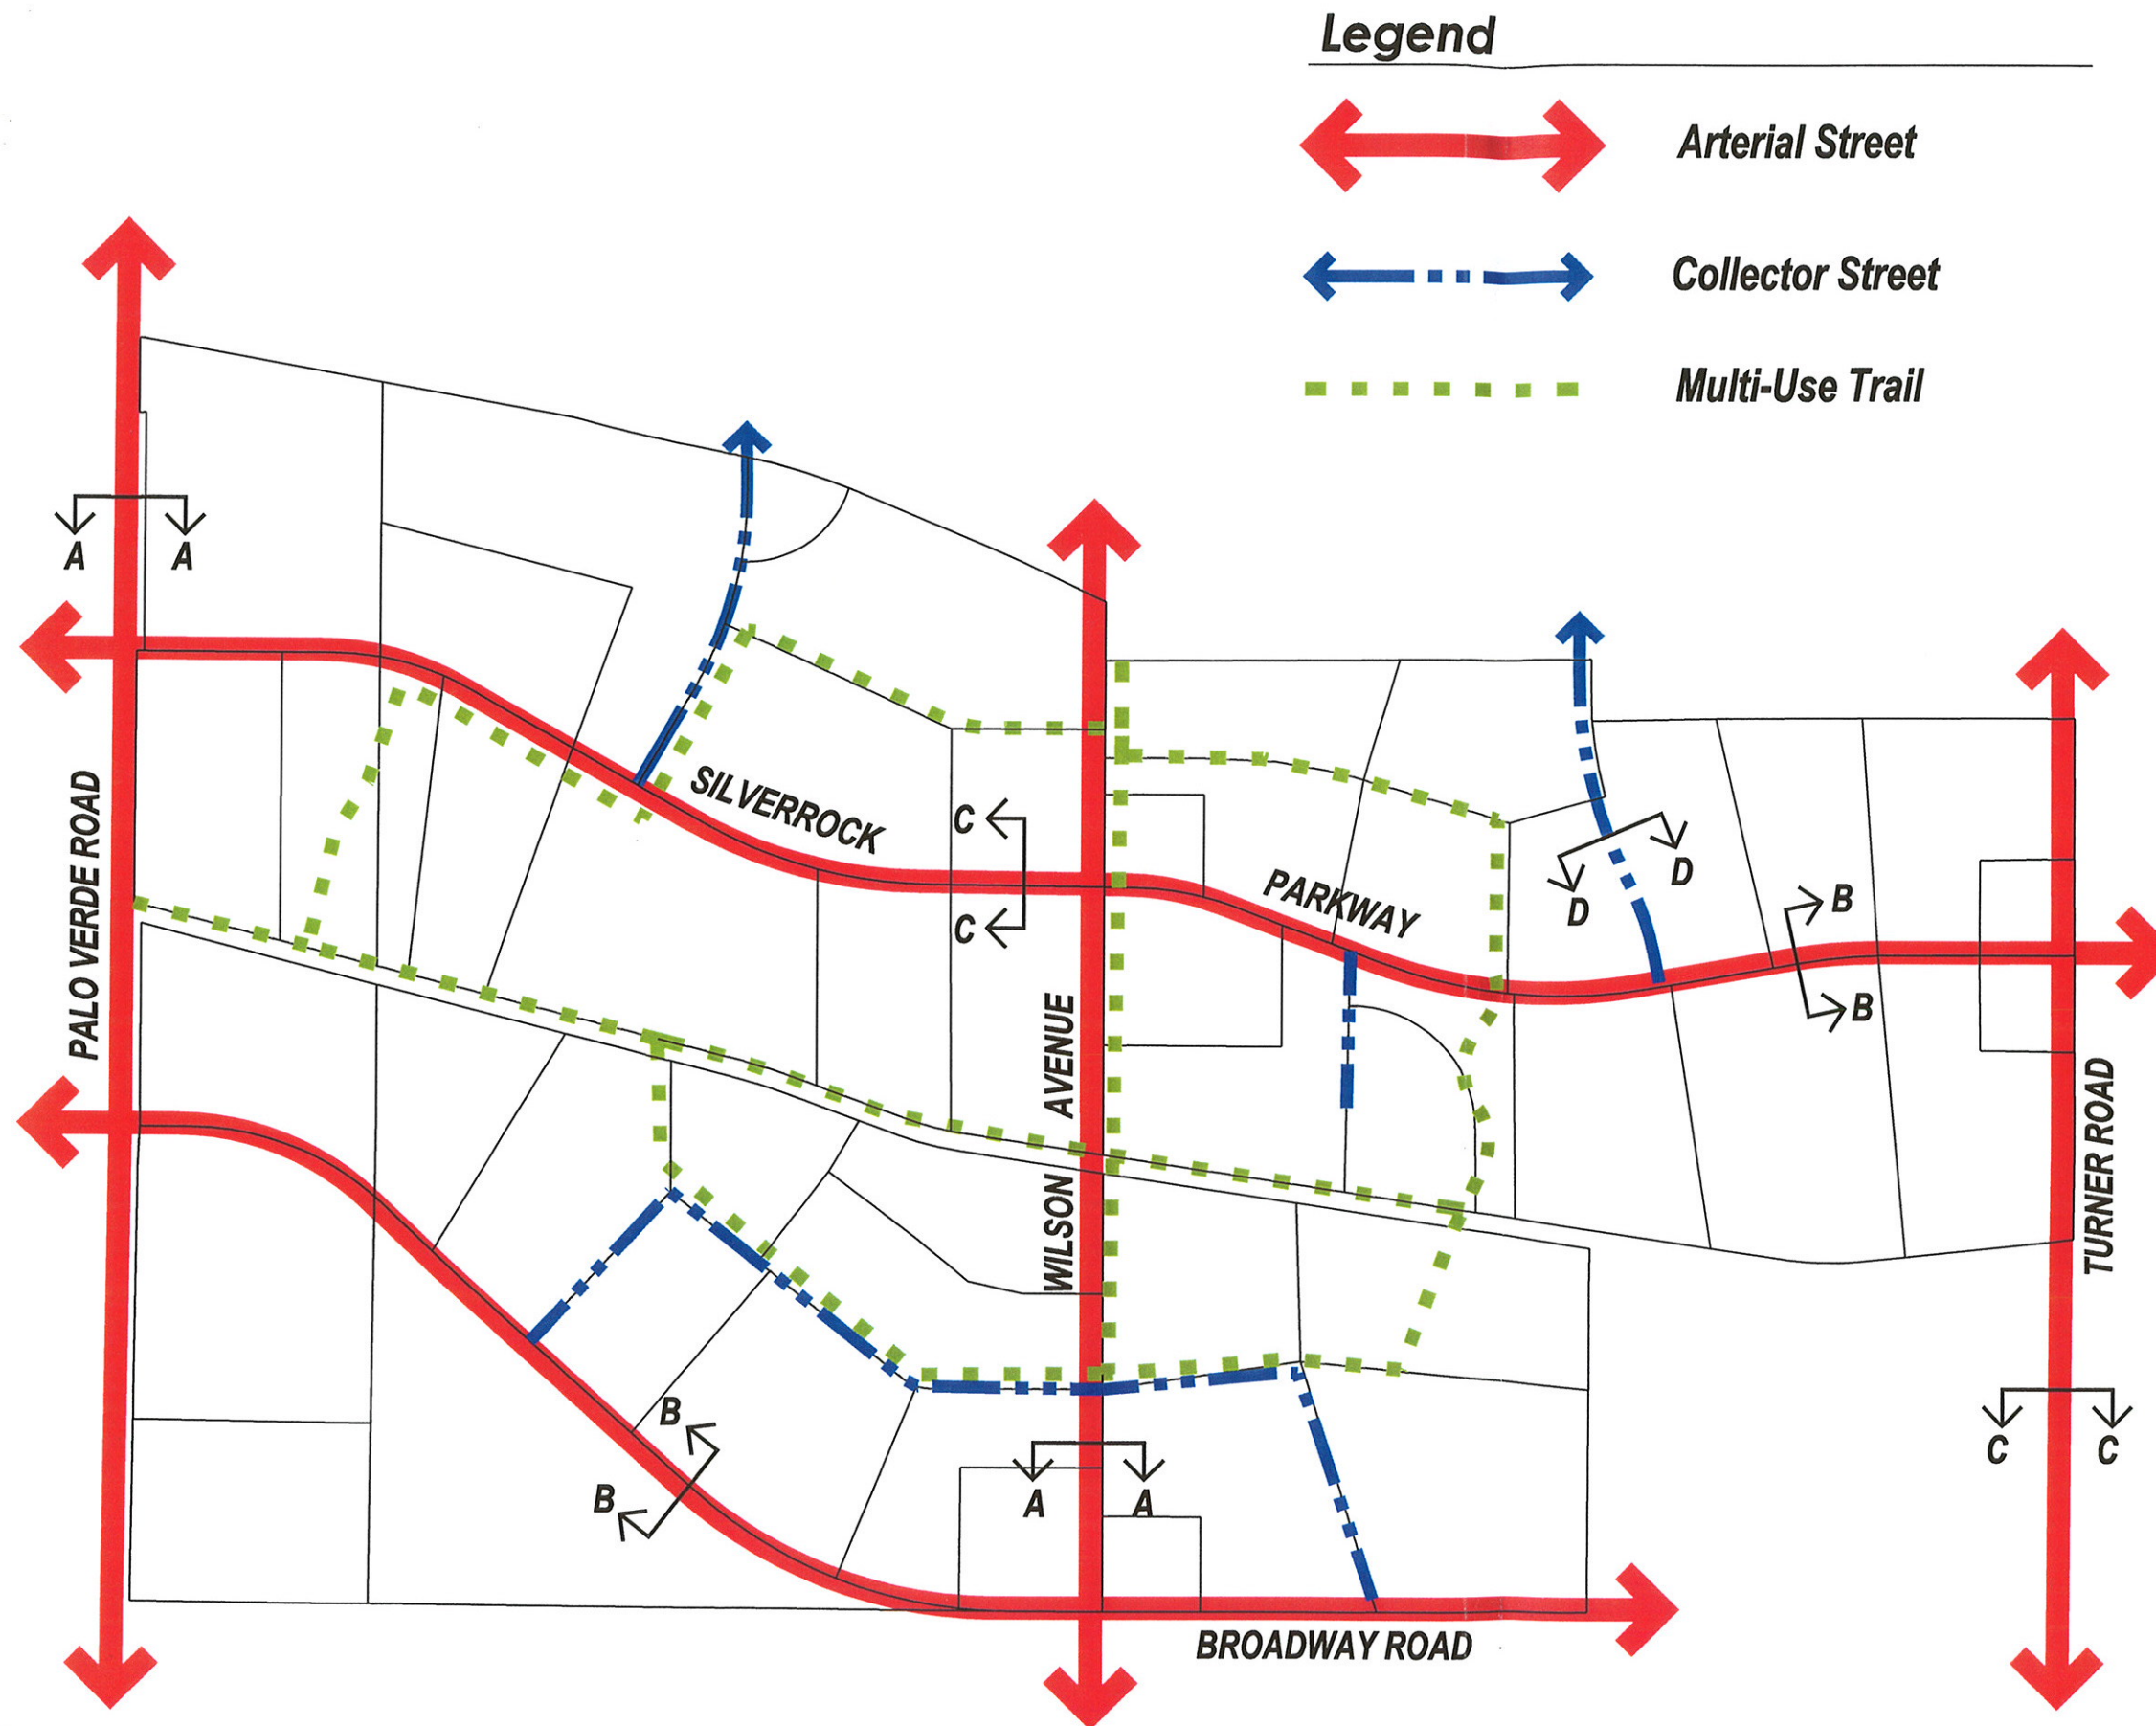 Legend
Arterial Street
Collector Street
Multi-Use Trail
A A
PALO VERDE ROAD
SILVERROCK
PARKWAY
C
C
D
D
B
B
WILSON AVENUE
TURNER ROAD
B
B
A A
C C
BROADWAY ROAD